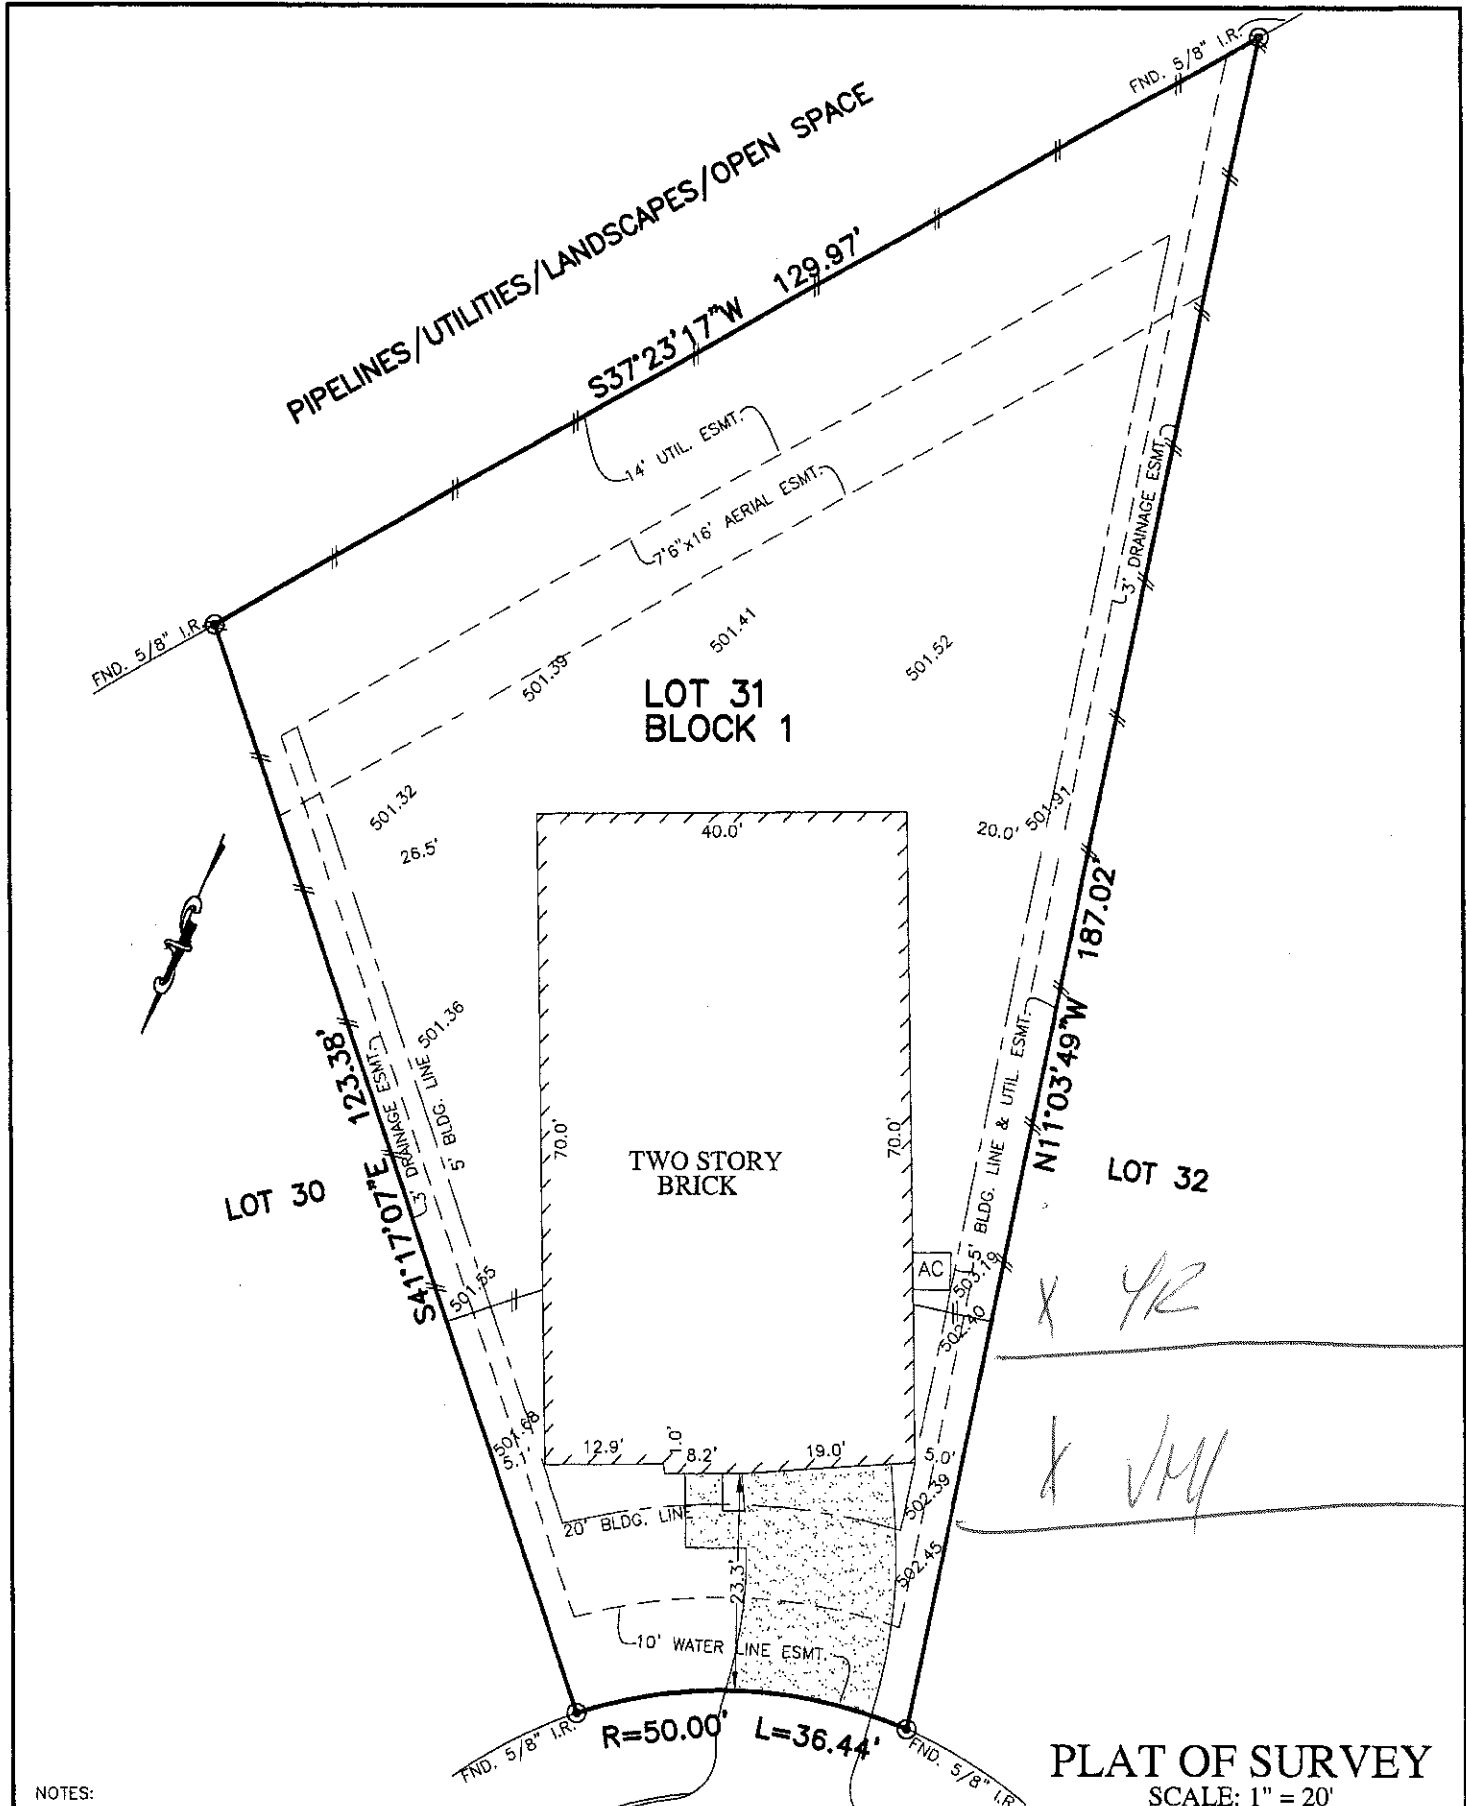 FND. 5/8" I.R.
PIPELINES/UTILITIES/LANDSCAPES/OPEN SPACE
S37°23'17"W 129.97'
14' UTIL. ESMT.
7'6"x16' AERIAL ESMT.
3' DRAINAGE ESMT.
FND. 5/8" I.R.
501.39
501.41
501.52
LOT 31
BLOCK 1
501.32
26.5'
40.0'
20.0'
501.91
187.02'
N11°03'49"W
501.36
123.38'
S41°17'07"E
3' DRAINAGE ESMT.
5' BLDG. LINE
70.0'
70.0'
TWO STORY
BRICK
5' BLDG. LINE & UTIL. ESMT.
LOT 30
LOT 32
AC
501.55
503.19
502.40
X
X
501.68
5.1'
12.9'
1.0'
8.2'
19.0'
5.0'
502.39
20' BLDG. LINE
502.45
23.3'
10' WATER LINE ESMT.
FND. 5/8" I.R.
R=50.00' L=36.44'
FND. 5/8" I.R.
PLAT OF SURVEY
SCALE: 1" = 20'
NOTES: